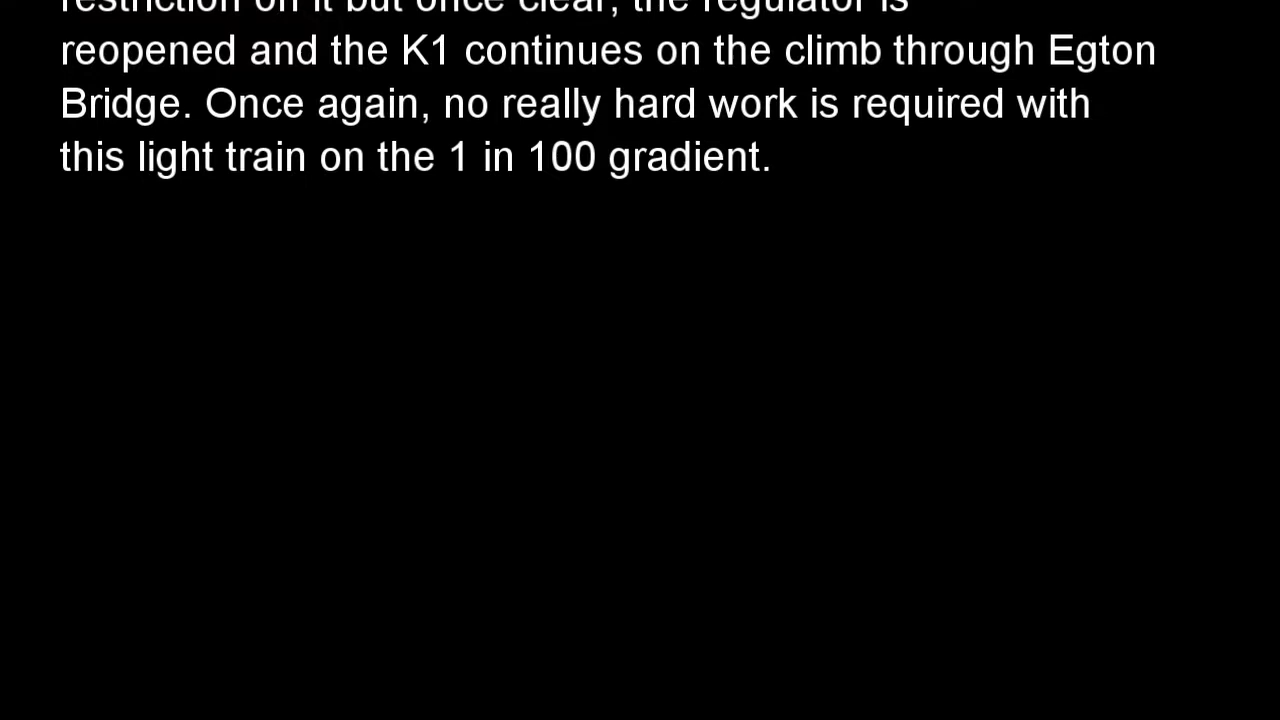 restriction on it but once clear, the regulator is
reopened and the K1 continues on the climb through Egton
Bridge. Once again, no really hard work is required with
this light train on the 1 in 100 gradient.